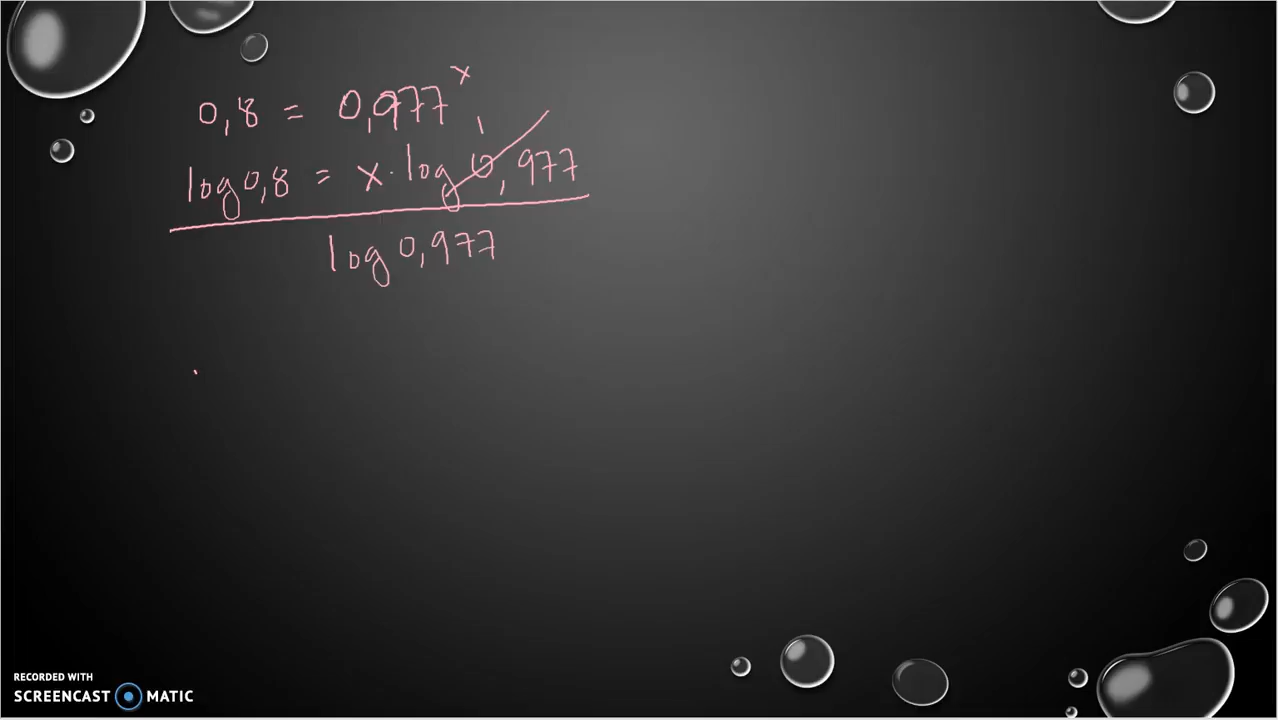 0,8 = 0,977^x
log 0,8 = x · log 0,977
log 0,977
RECORDED WITH
SCREENCAST MATIC